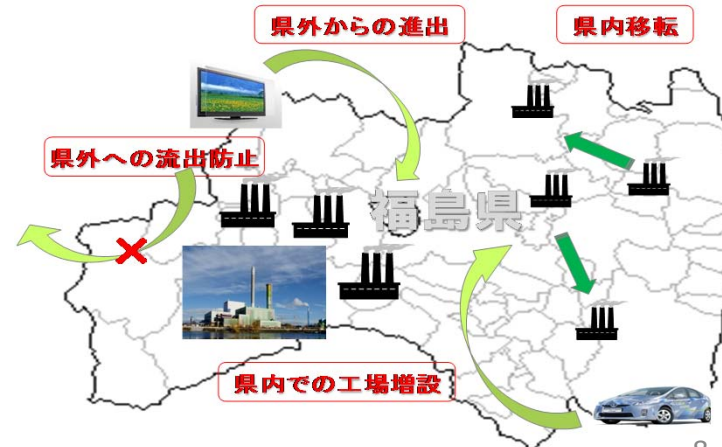 県外からの進出
県内移転
県外への流出防止
福島県
県内での工場増設